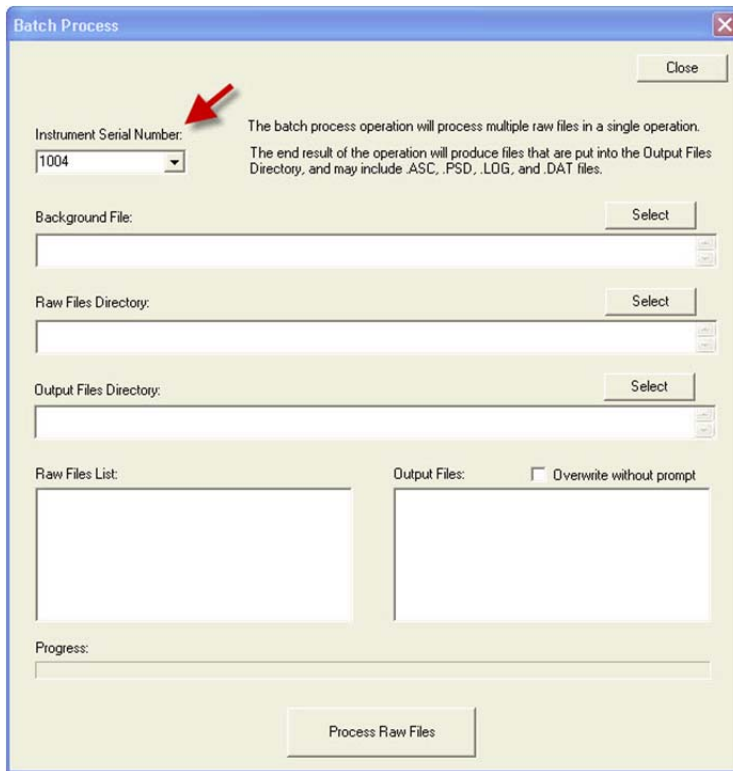 Batch Process
Close
Instrument Serial Number:
1004
The batch process operation will process multiple raw files in a single operation.
The end result of the operation will produce files that are put into the Output Files
Directory, and may include .ASC, .PSD, .LOG, and .DAT files.
Background File:
Select
Raw Files Directory:
Select
Output Files Directory:
Select
Raw Files List:
Output Files:
Overwrite without prompt
Progress:
Process Raw Files